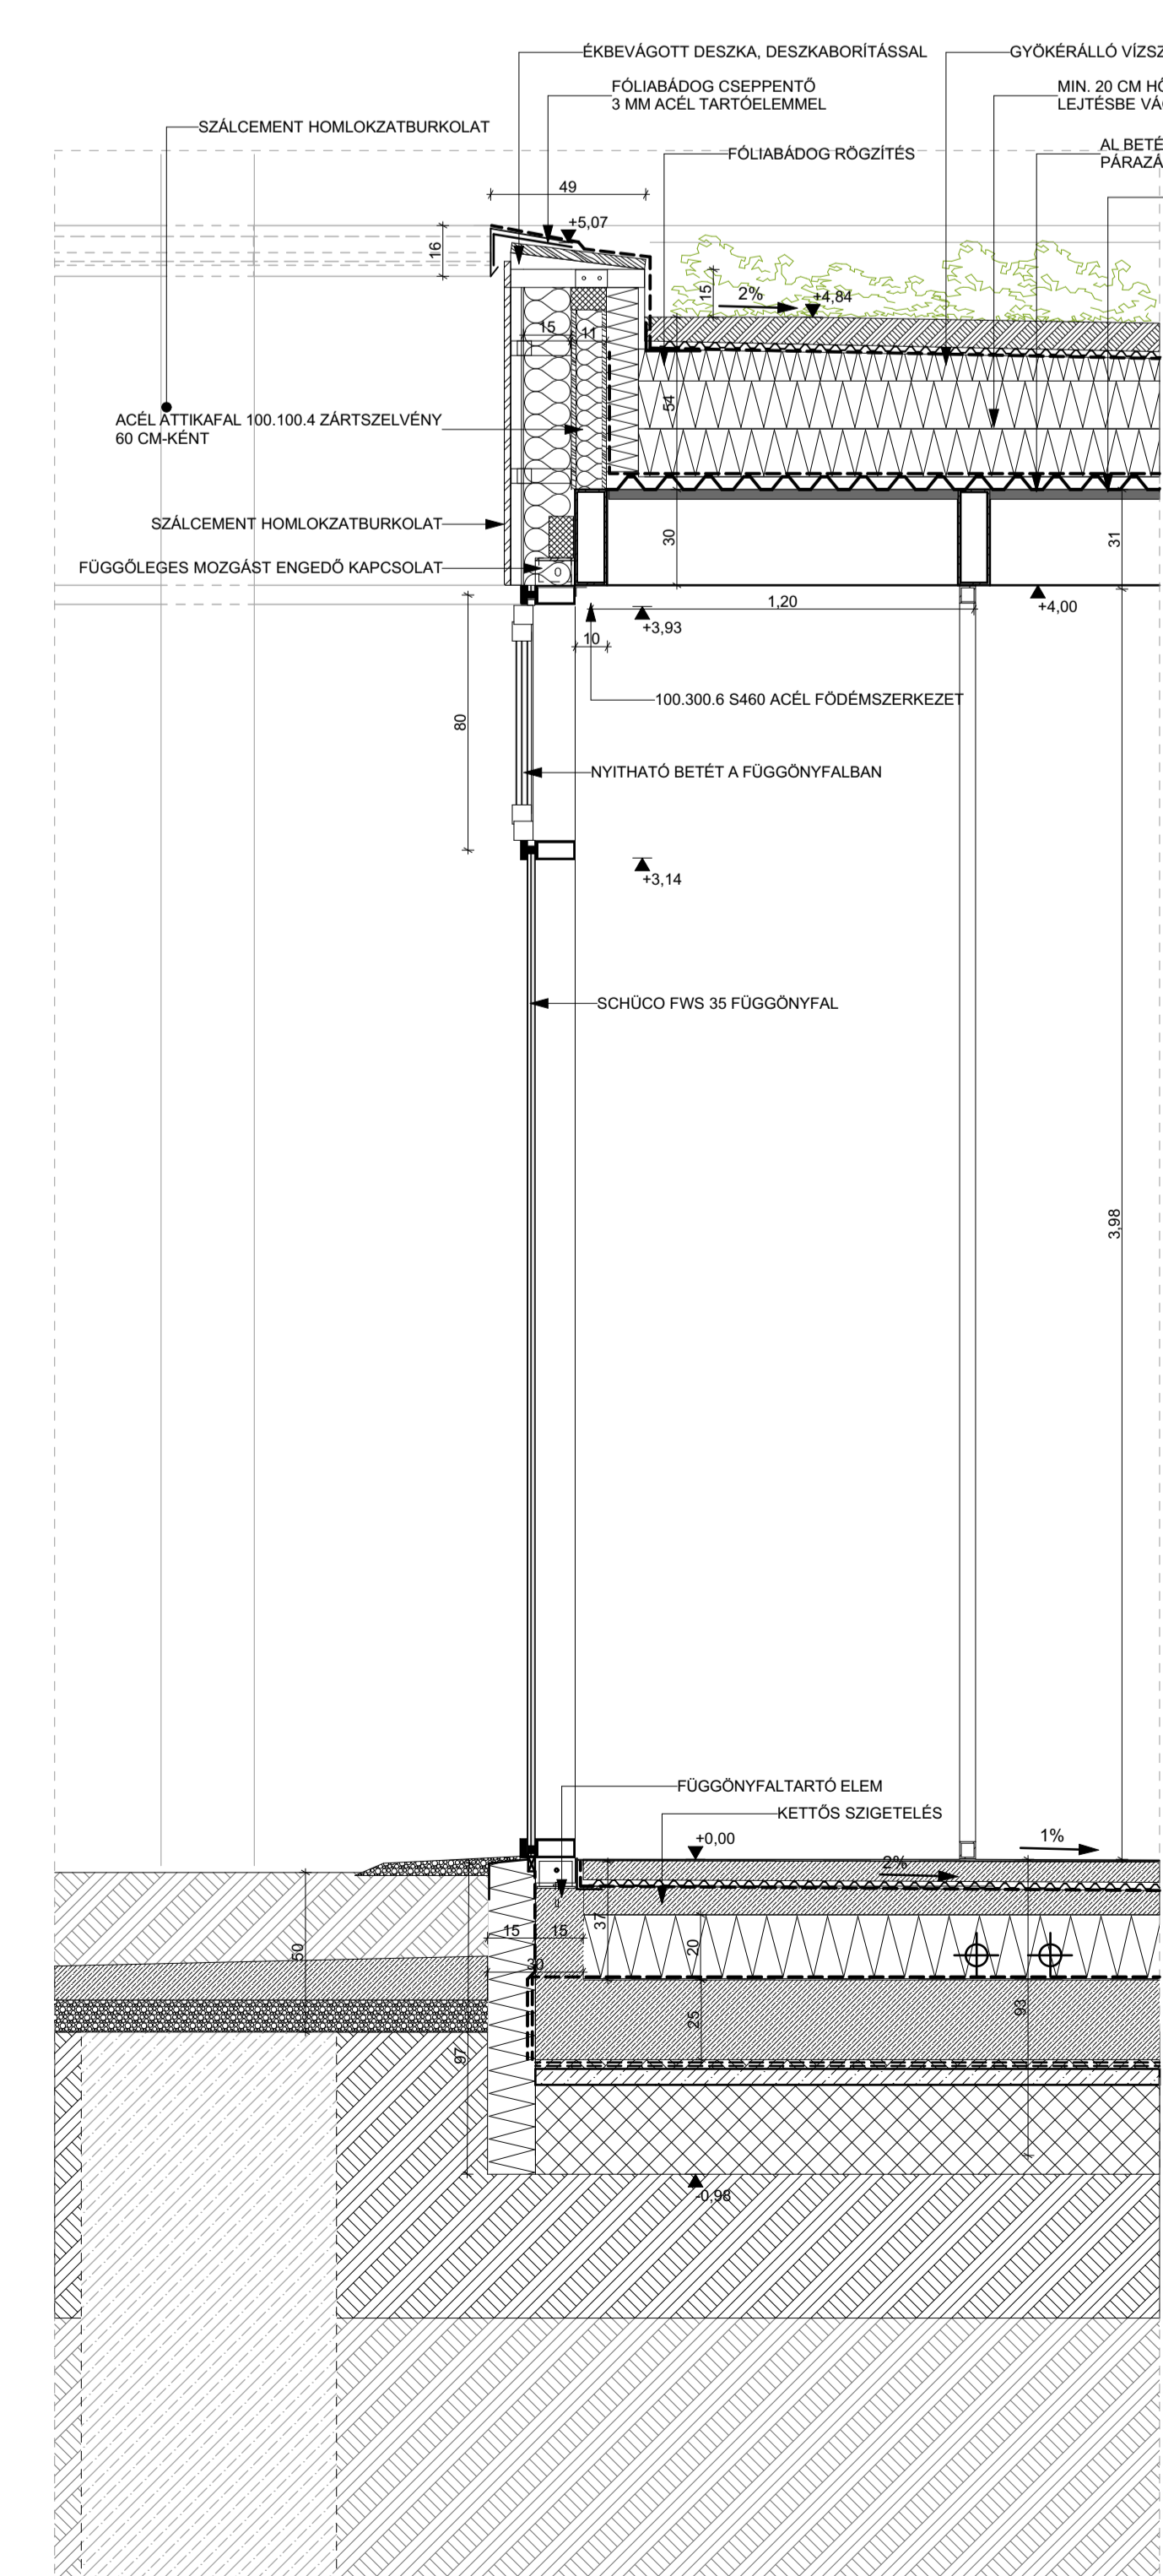 ÉKBEVÁGOTT DESZKA, DESZKABORÍTÁSSAL
GYÖKÉRÁLLÓ VÍZSZ
FÓLIABÁDOG CSEPPENTŐ
3 MM ACÉL TARTÓELEMMEL
MIN. 20 CM HŐ
LEJTÉSBE VÁG
SZÁLCEMENT HOMLOKZATBURKOLAT
FÓLIABÁDOG RÖGZÍTÉS
AL BETÉ
PÁRAZÁ
49
+5,07
16
15
2%
+4,84
15
11
54
ACÉL ATTIKAFAL 100.100.4 ZÁRTSZELVÉNY
60 CM-KÉNT
SZÁLCEMENT HOMLOKZATBURKOLAT
30
31
FÜGGŐLEGES MOZGÁST ENGEDŐ KAPCSOLAT
1,20
+4,00
+3,93
10
100.300.6 S460 ACÉL FÖDÉMSZERKEZET
80
NYITHATÓ BETÉT A FÜGGÖNYFALBAN
+3,14
SCHÜCO FWS 35 FÜGGÖNYFAL
3,98
FÜGGÖNYFALTARTÓ ELEM
KETTŐS SZIGETELÉS
+0,00
1%
2%
37
15
15
20
50
30
25
93
97
-0,98